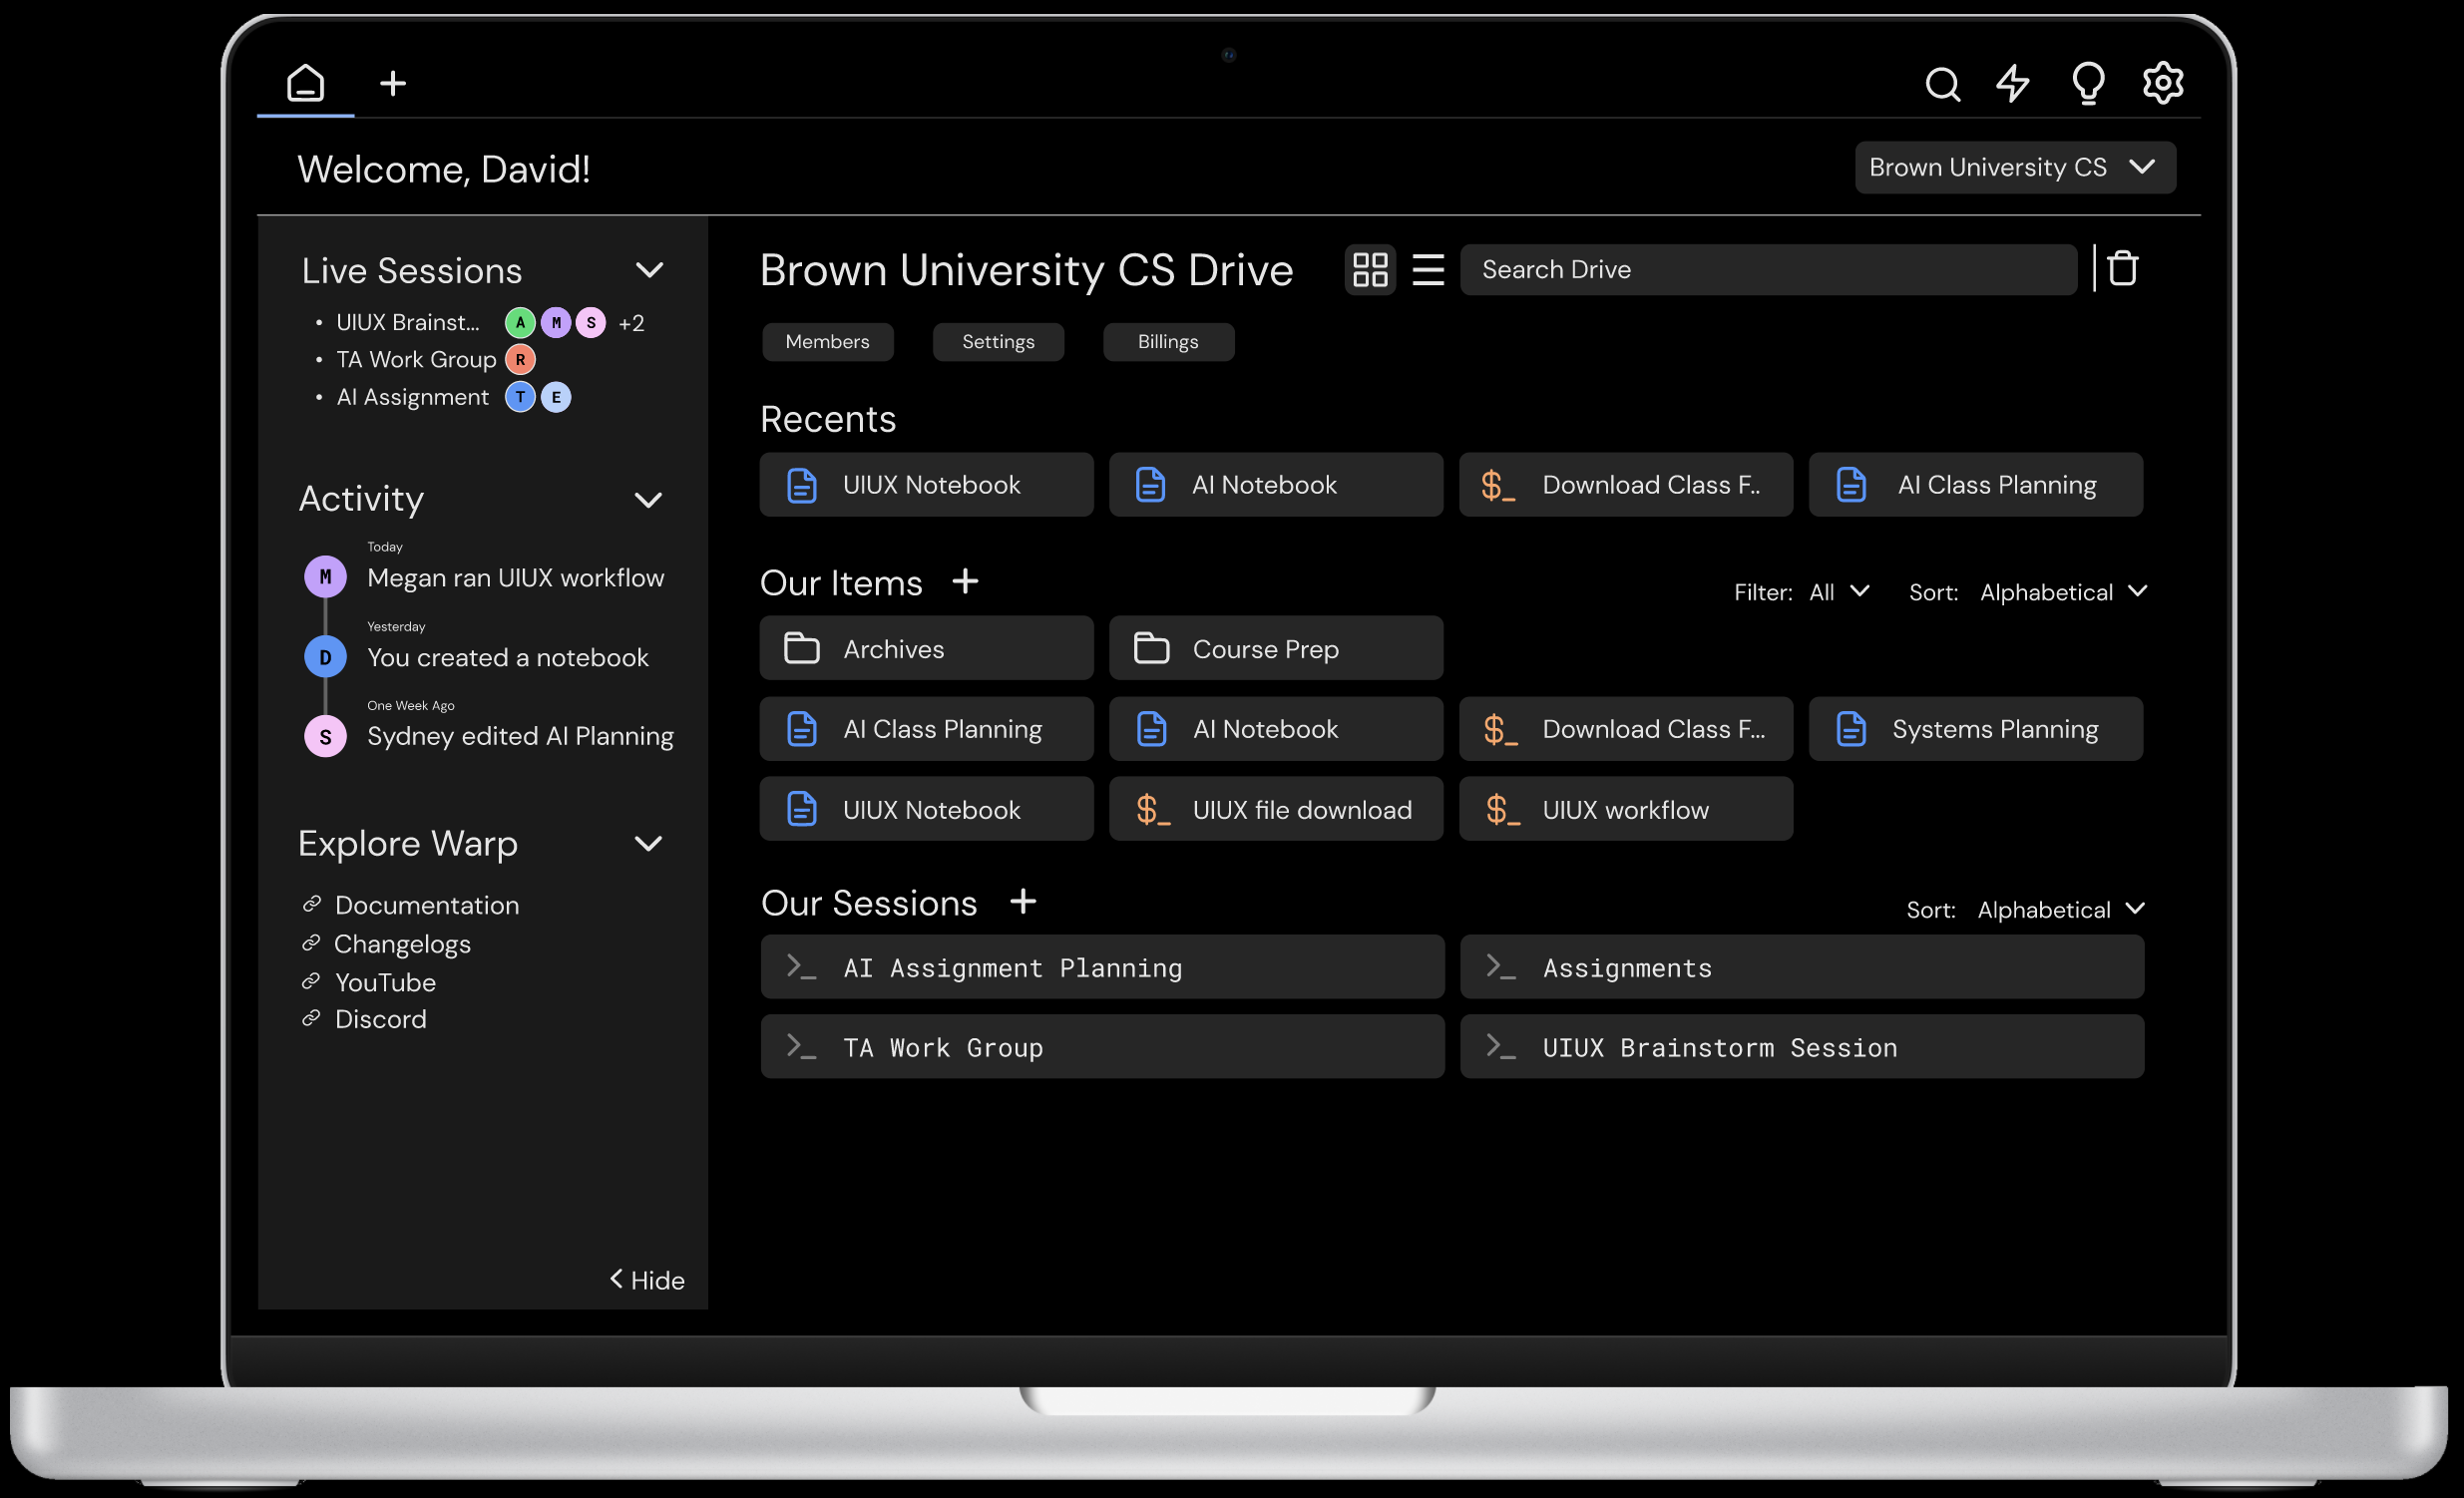 Welcome, David!
Brown University CS
Live Sessions
UIUX Brainst... A M S +2
TA Work Group R
AI Assignment T E
Activity
Today
M Megan ran UIUX workflow
Yesterday
D You created a notebook
One Week Ago
S Sydney edited AI Planning
Explore Warp
Documentation
Changelogs
YouTube
Discord
Hide
Brown University CS Drive
Search Drive
Members Settings Billings
Recents
UIUX Notebook AI Notebook $_ Download Class F.. AI Class Planning
Our Items + Filter: All Sort: Alphabetical
Archives Course Prep
AI Class Planning AI Notebook $_ Download Class F... Systems Planning
UIUX Notebook $_ UIUX file download $_ UIUX workflow
Our Sessions + Sort: Alphabetical
>_ AI Assignment Planning >_ Assignments
>_ TA Work Group >_ UIUX Brainstorm Session